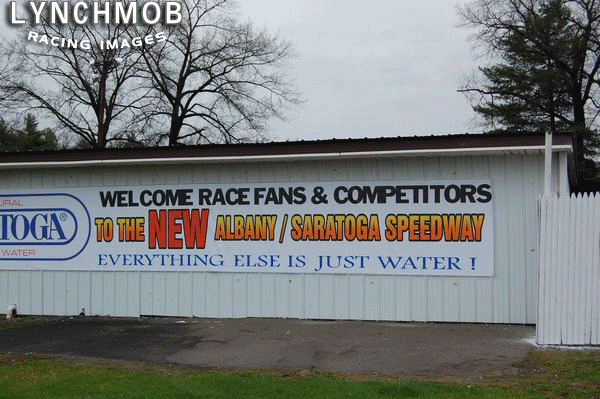 LYNCHMOB
RACING IMAGES
WELCOME RACE FANS & COMPETITORS
TO THE NEW ALBANY / SARATOGA SPEEDWAY
EVERYTHING ELSE IS JUST WATER !
URAL
TOGA®
WATER